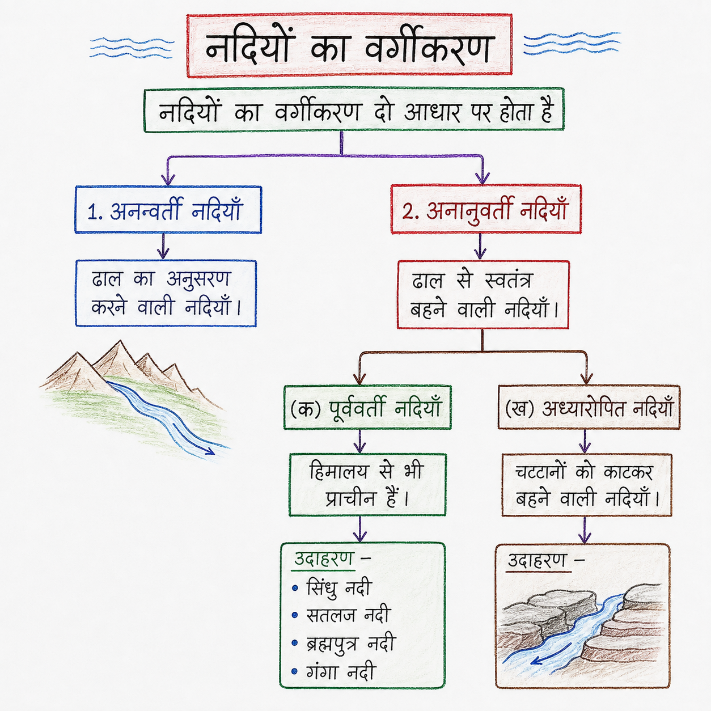 नदियों का वर्गीकरण
नदियों का वर्गीकरण दो आधार पर होता है
1. अनन्वर्ती नदियाँ
2. अनानुवर्ती नदियाँ
ढाल का अनुसरण
करने वाली नदियाँ।
ढाल से स्वतंत्र
बहने वाली नदियाँ।
(क) पूर्ववर्ती नदियाँ
(ख) अध्यारोपित नदियाँ
हिमालय से भी
प्राचीन हैं।
चटटानों को काटकर
बहने वाली नदियाँ।
उदाहरण –
• सिंधु नदी
• सतलज नदी
• ब्रह्मपुत्र नदी
• गंगा नदी
उदाहरण –